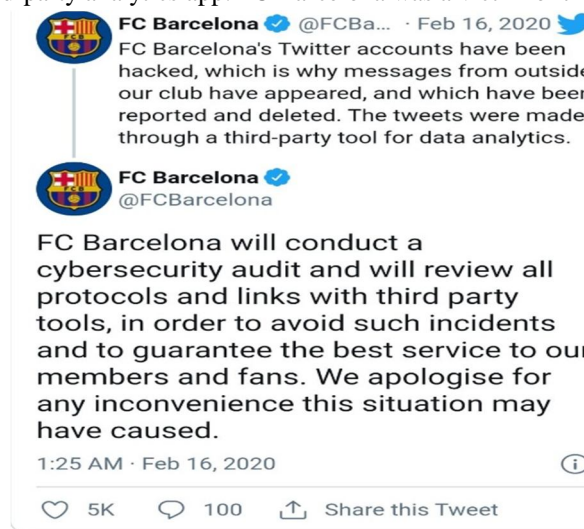 FC Barcelona @FCBa... · Feb 16, 2020
FC Barcelona's Twitter accounts have been
hacked, which is why messages from outside
our club have appeared, and which have been
reported and deleted. The tweets were made
through a third-party tool for data analytics.
FC Barcelona
@FCBarcelona
FC Barcelona will conduct a
cybersecurity audit and will review all
protocols and links with third party
tools, in order to avoid such incidents
and to guarantee the best service to our
members and fans. We apologise for
any inconvenience this situation may
have caused.
1:25 AM · Feb 16, 2020
5K 100 Share this Tweet